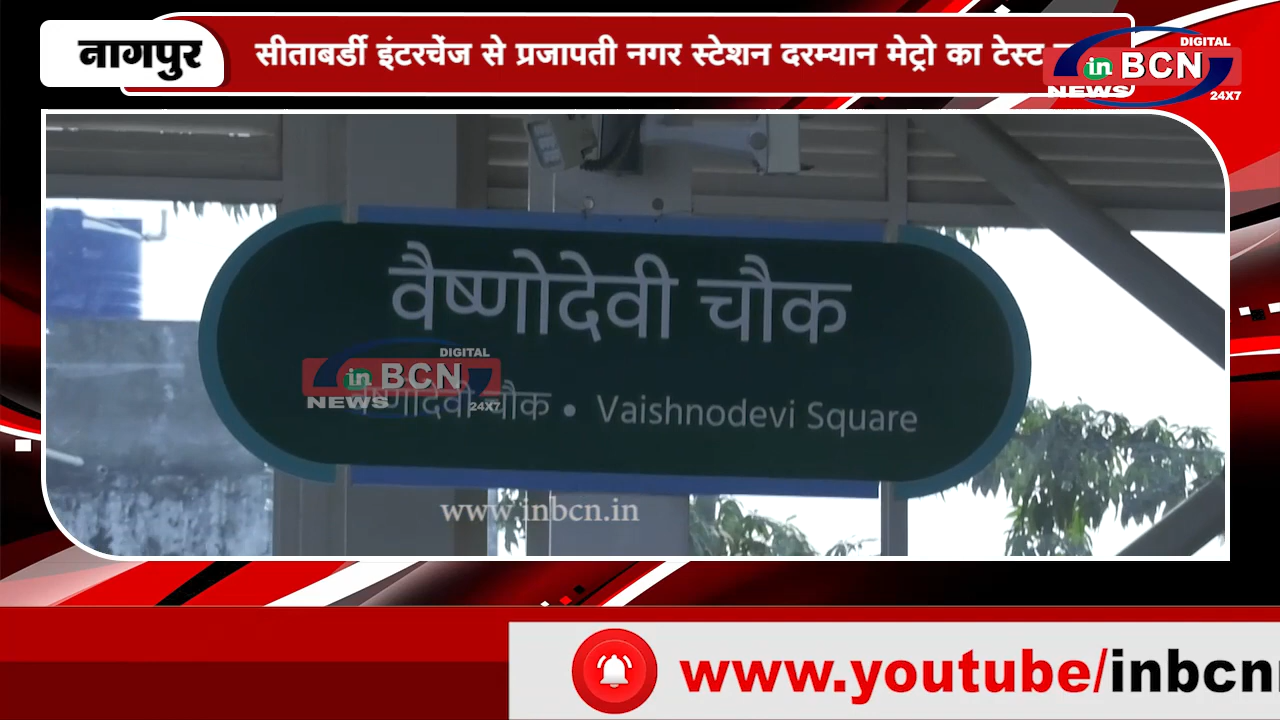 नागपुर
सीताबर्डी इंटरचेंज से प्रजापती नगर स्टेशन दरम्यान मेट्रो का टेस्ट
DIGITAL
in BCN
NEWS
24X7
वैष्णोदेवी चौक
DIGITAL
in BCN
NEWS
24X7
वैष्णोदेवी चौक • Vaishnodevi Square
www.inbcn.in
www.youtube/inbcn